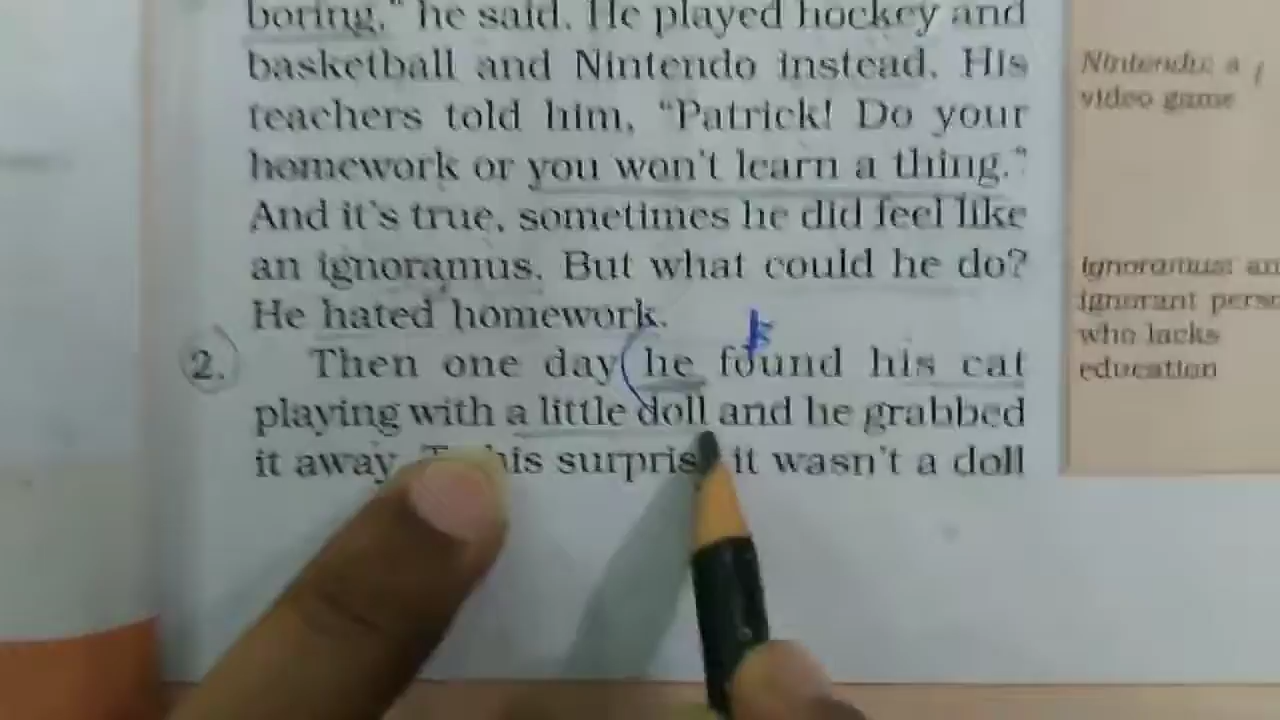 boring," he said. He played hockey and
basketball and Nintendo instead. His
teachers told him, "Patrick! Do your
homework or you won't learn a thing."
And it's true, sometimes he did feel like
an ignoramus. But what could he do?
He hated homework.
2. Then one day he found his cat
playing with a little doll and he grabbed
it away. his surprise it wasn't a doll
Nintendo: a
video game
ignoramus: an
ignorant
who lacks
education